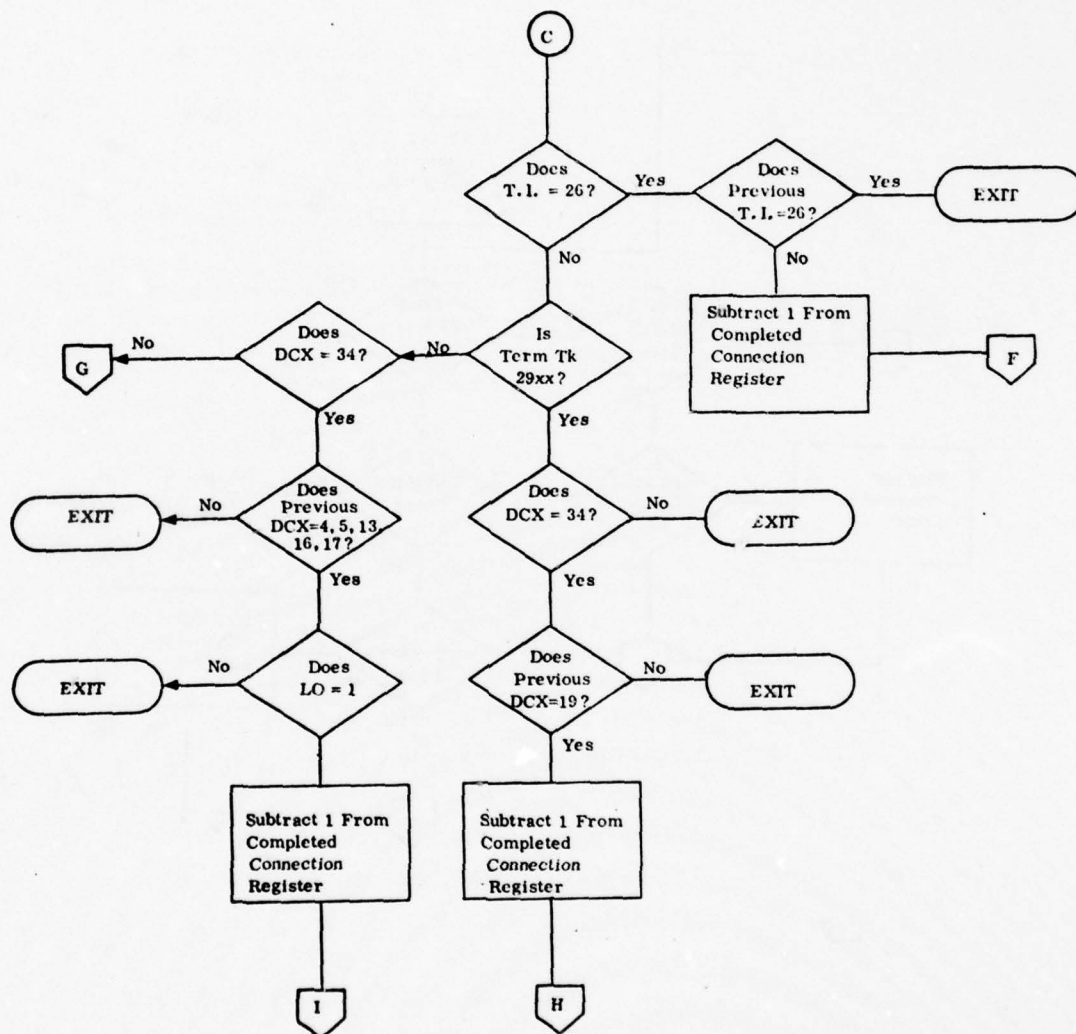 C
Does
T.I. = 26?
Yes
Does
Previous
T.I. =26?
Yes
EXIT
No
No
Subtract 1 From
Completed
Connection
Register
F
Is
Term Tk
29xx?
No
Does
DCX = 34?
No
G
Yes
Yes
Does
Previous
DCX=4, 5, 13,
16, 17?
No
EXIT
Does
DCX = 34?
No
EXIT
Yes
Yes
Does
LO = 1
No
EXIT
Does
Previous
DCX=19?
No
EXIT
Yes
Subtract 1 From
Completed
Connection
Register
Subtract 1 From
Completed
Connection
Register
I
H